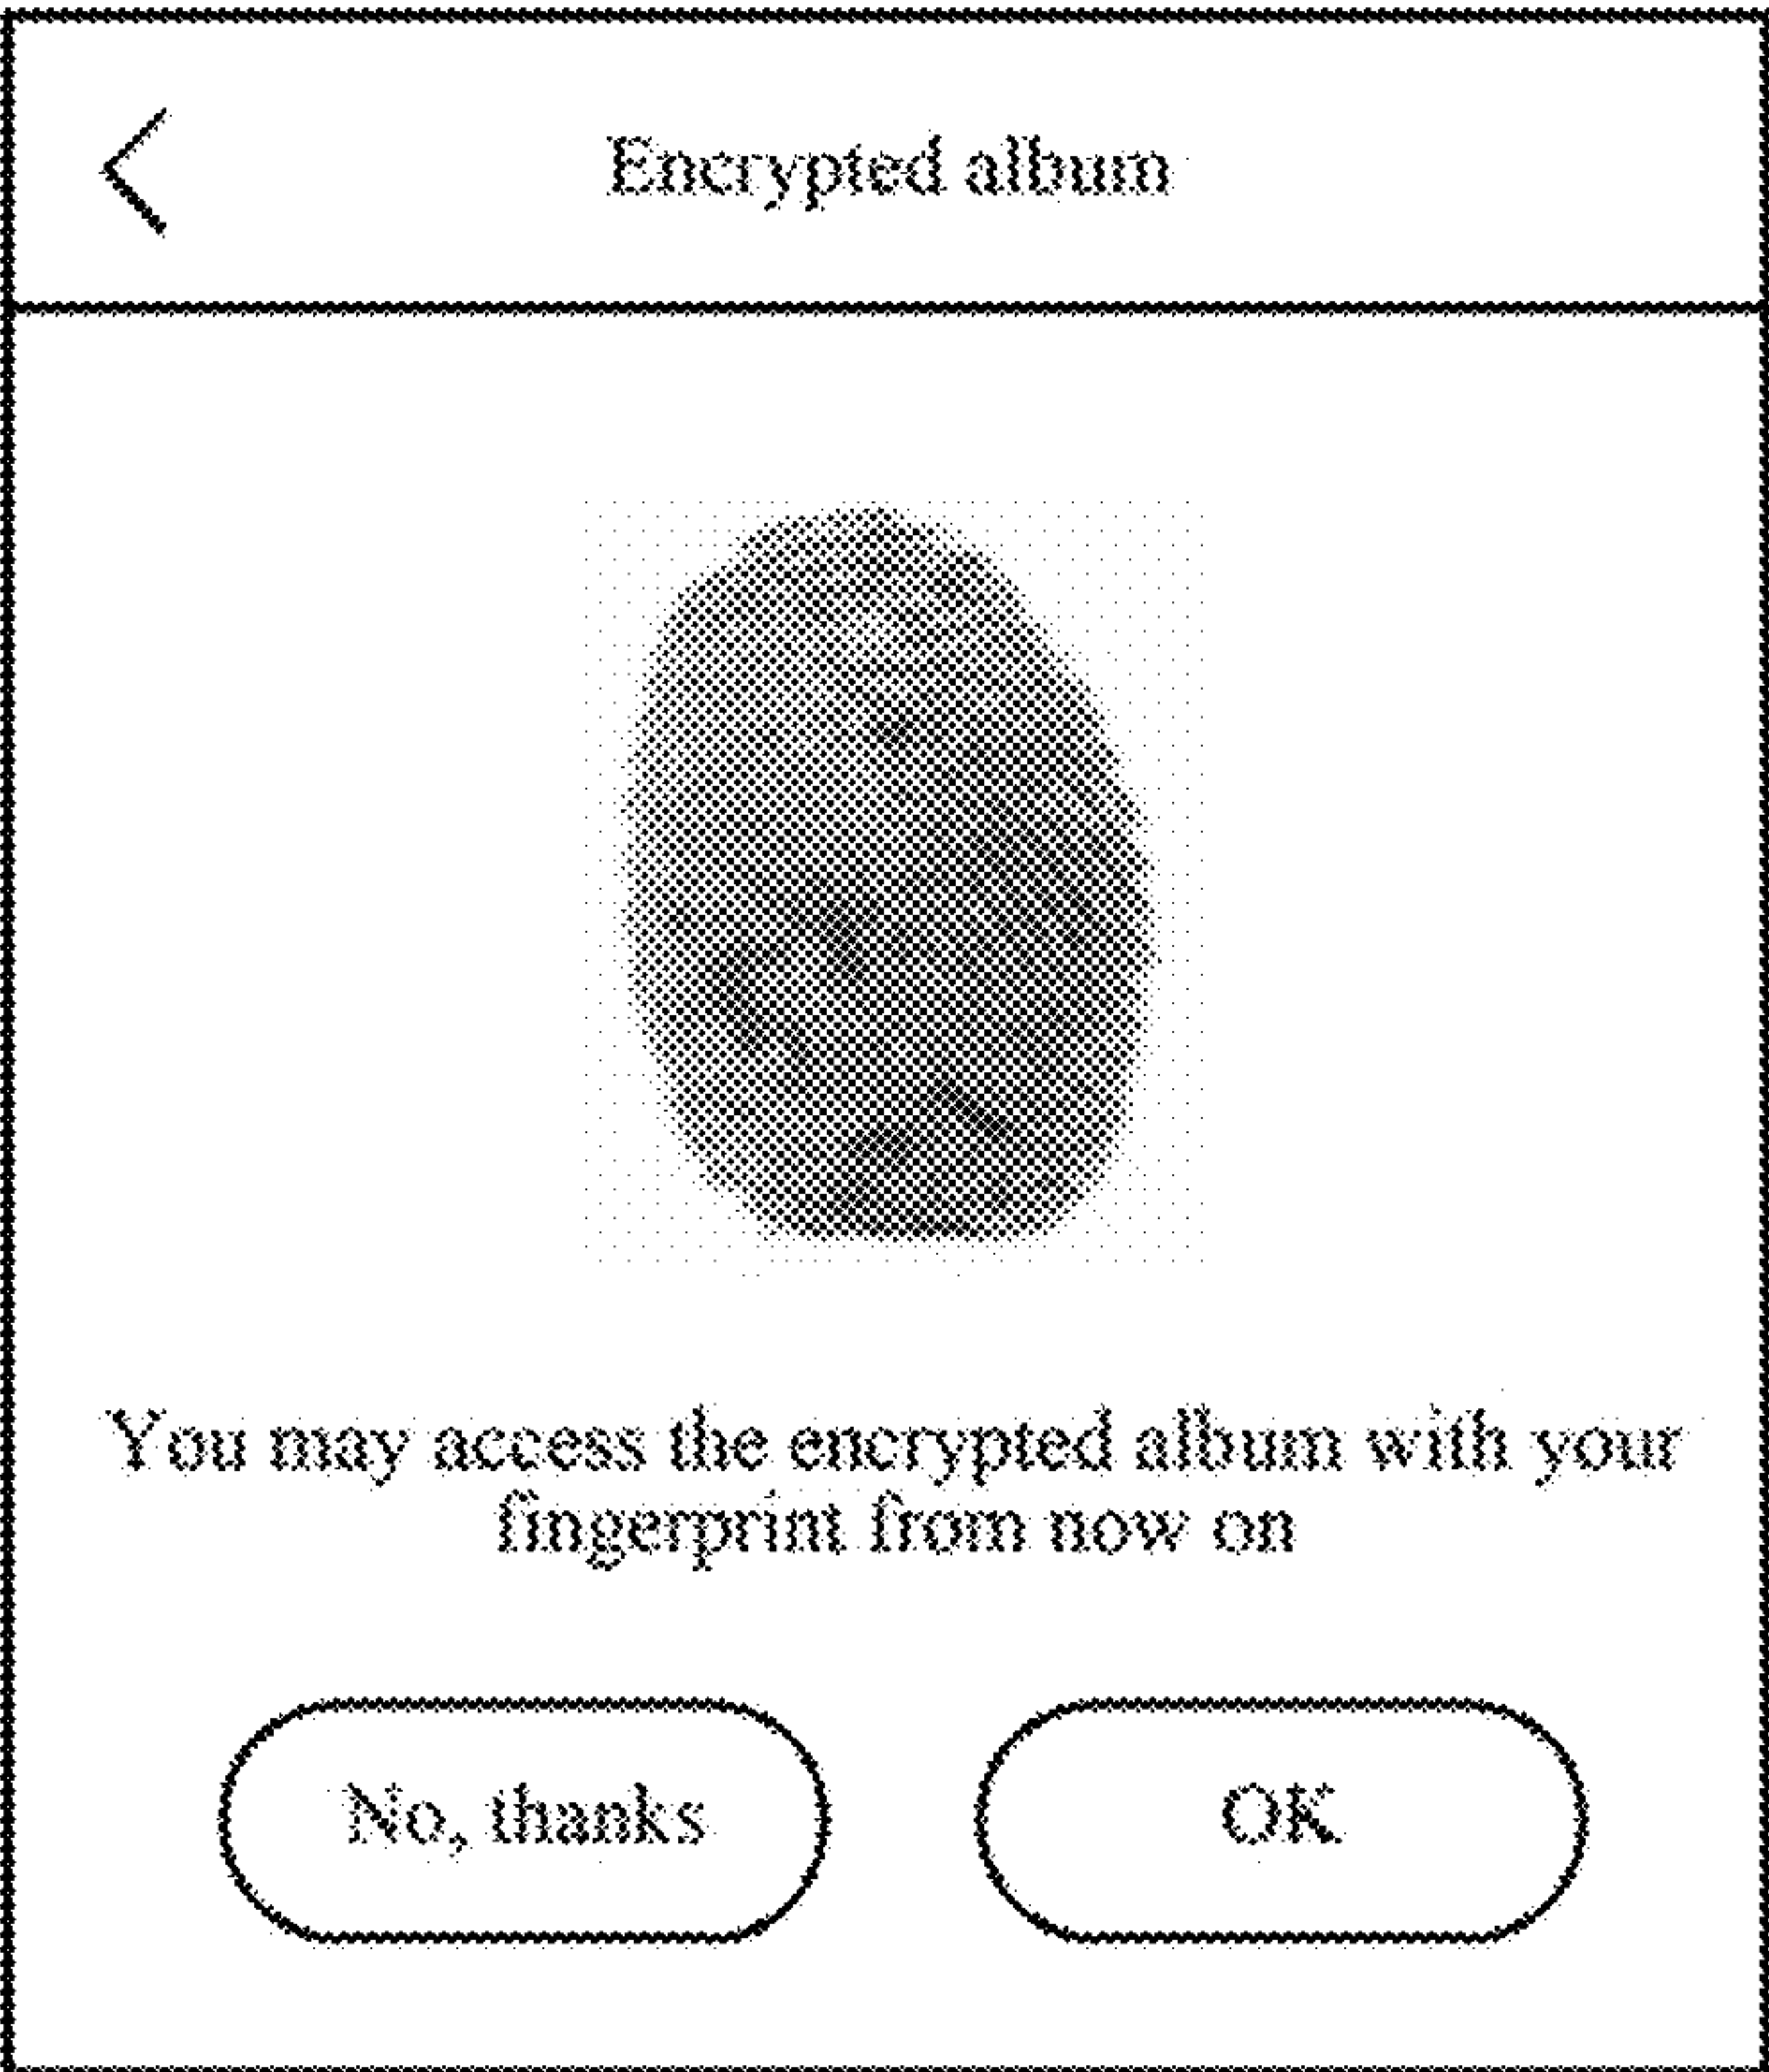 Encrypted album
You may access the encrypted album with your
fingerprint from now on
No, thanks
OK